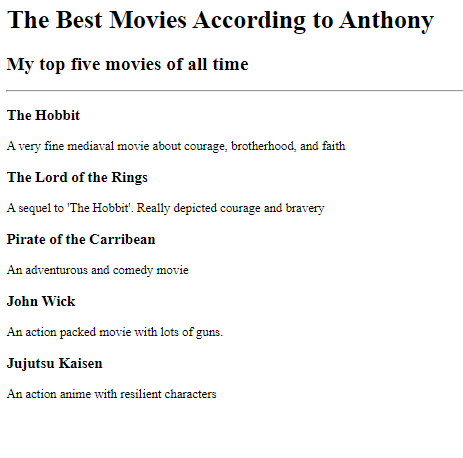 The Best Movies According to Anthony
My top five movies of all time
The Hobbit
A very fine mediaval movie about courage, brotherhood, and faith
The Lord of the Rings
A sequel to 'The Hobbit'. Really depicted courage and bravery
Pirate of the Carribean
An adventurous and comedy movie
John Wick
An action packed movie with lots of guns.
Jujutsu Kaisen
An action anime with resilient characters